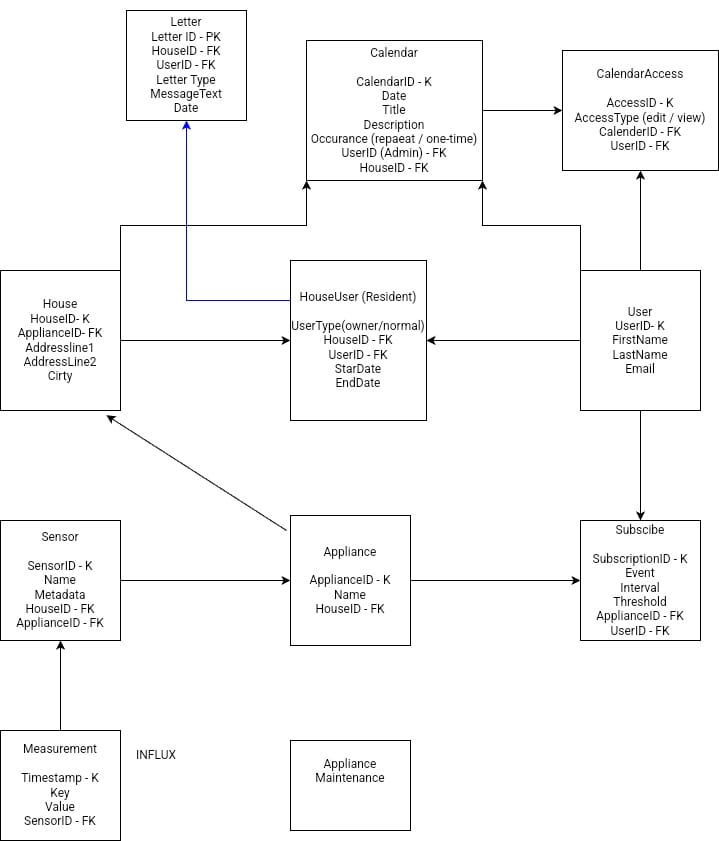 Letter
Letter ID - PK
HouseID - FK
UserID - FK
Letter Type
MessageText
Date
Calendar
CalendarID - K
Date
Title
Description
Occurance (repaeat / one-time)
UserID (Admin) - FK
HouseID - FK
CalendarAccess
AccessID - K
AccessType (edit / view)
CalenderID - FK
UserID - FK
House
HouseID- K
ApplianceID- FK
Addressline1
AddressLine2
Cirty
HouseUser (Resident)
UserType(owner/normal)
HouseID - FK
UserID - FK
StarDate
EndDate
User
UserID- K
FirstName
LastName
Email
Sensor
SensorID - K
Name
Metadata
HouseID - FK
ApplianceID - FK
Appliance
ApplianceID - K
Name
HouseID - FK
Subscibe
SubscriptionID - K
Event
Interval
Threshold
ApplianceID - FK
UserID - FK
Measurement
Timestamp - K
Key
Value
SensorID - FK
INFLUX
Appliance
Maintenance